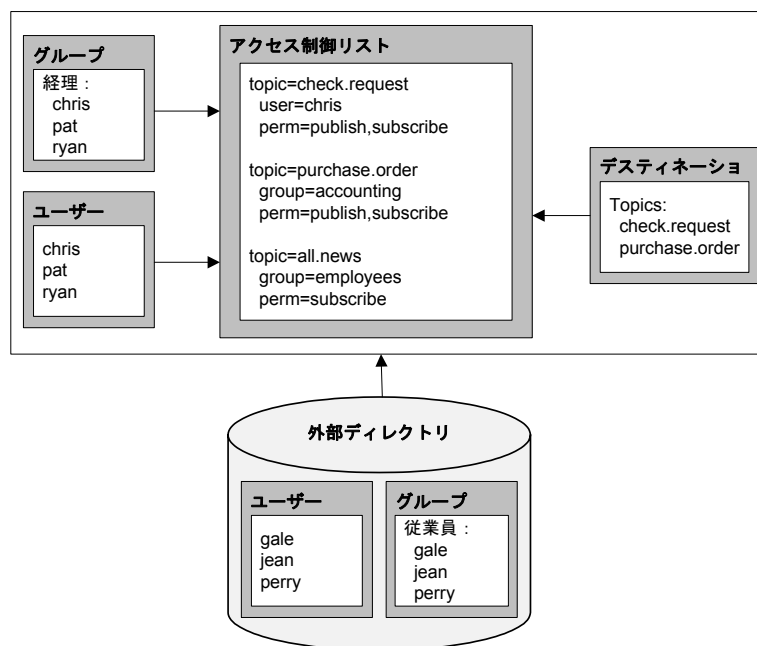 グループ
経理：
chris
pat
ryan
ユーザー
chris
pat
ryan
アクセス制御リスト
topic=check.request
user=chris
perm=publish,subscribe
topic=purchase.order
group=accounting
perm=publish,subscribe
topic=all.news
group=employees
perm=subscribe
デスティネーショ
Topics:
check.request
purchase.order
外部ディレクトリ
ユーザー
gale
jean
perry
グループ
従業員：
gale
jean
perry